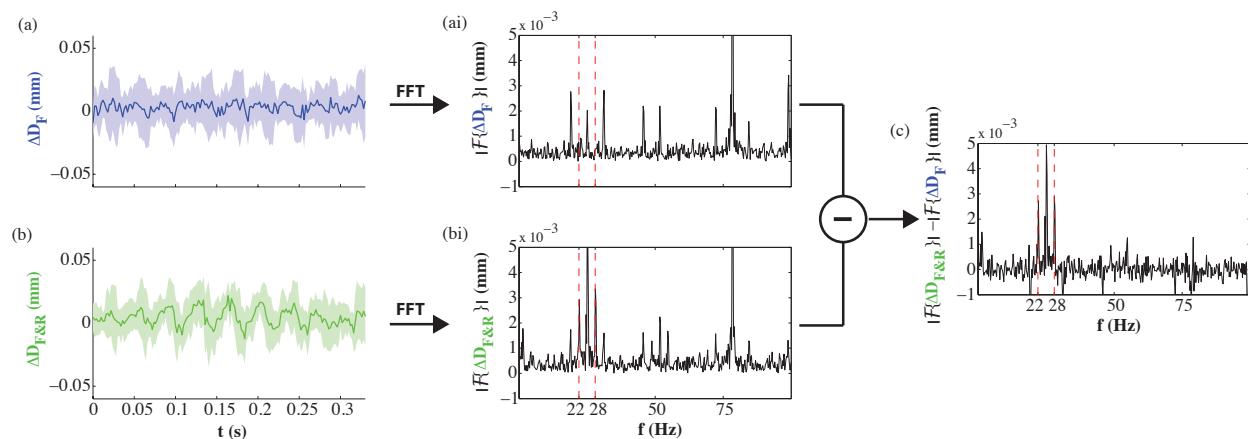 (a)
0.05
0
−0.05
ΔD_F (mm)
FFT
(ai)
5 x 10⁻³
4
3
2
1
0
−1
|ℱ{ΔD_F}| (mm)
(b)
0.05
0
−0.05
ΔD_F&R (mm)
0 0.05 0.1 0.15 0.2 0.25 0.3
t (s)
FFT
(bi)
5 x 10⁻³
4
3
2
1
0
−1
|ℱ{ΔD_F&R}| (mm)
22 28 50 75
f (Hz)
−
(c)
5 x 10⁻³
4
3
2
1
0
−1
|ℱ{ΔD_F&R}| −|ℱ{ΔD_F}| (mm)
22 28 50 75
f (Hz)